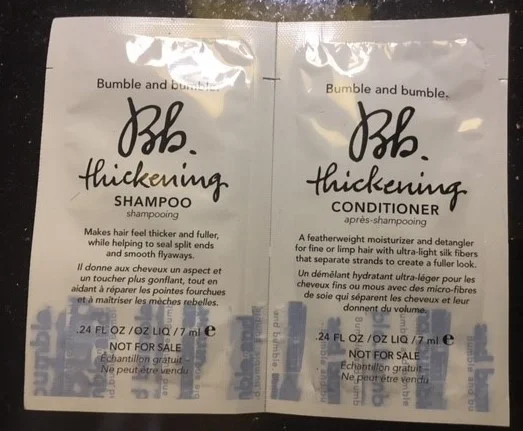 Bumble and bumble.
Bb.
thickening
SHAMPOO
shampooing
Makes hair feel thicker and fuller,
while helping to seal split ends
and smooth flyaways.
Il donne aux cheveux un aspect et
un toucher plus gonflant, tout en
aidant à réparer les pointes fourchues
et à maîtriser les mèches rebelles.
.24 FL OZ/OZ LIQ/7 ml e
NOT FOR SALE
Échantillon gratuit –
Ne peut être vendu
Bumble and bumble.
Bb.
thickening
CONDITIONER
après-shampooing
A featherweight moisturizer and detangler
for fine or limp hair with ultra-light silk fibers
that separate strands to create a fuller look.
Un démêlant hydratant ultra-léger pour les
cheveux fins ou mous avec des micro-fibres
de soie qui séparent les cheveux et leur
donnent du volume.
.24 FL OZ/OZ LIQ/7 ml e
NOT FOR SALE
Échantillon gratuit –
Ne peut être vendu